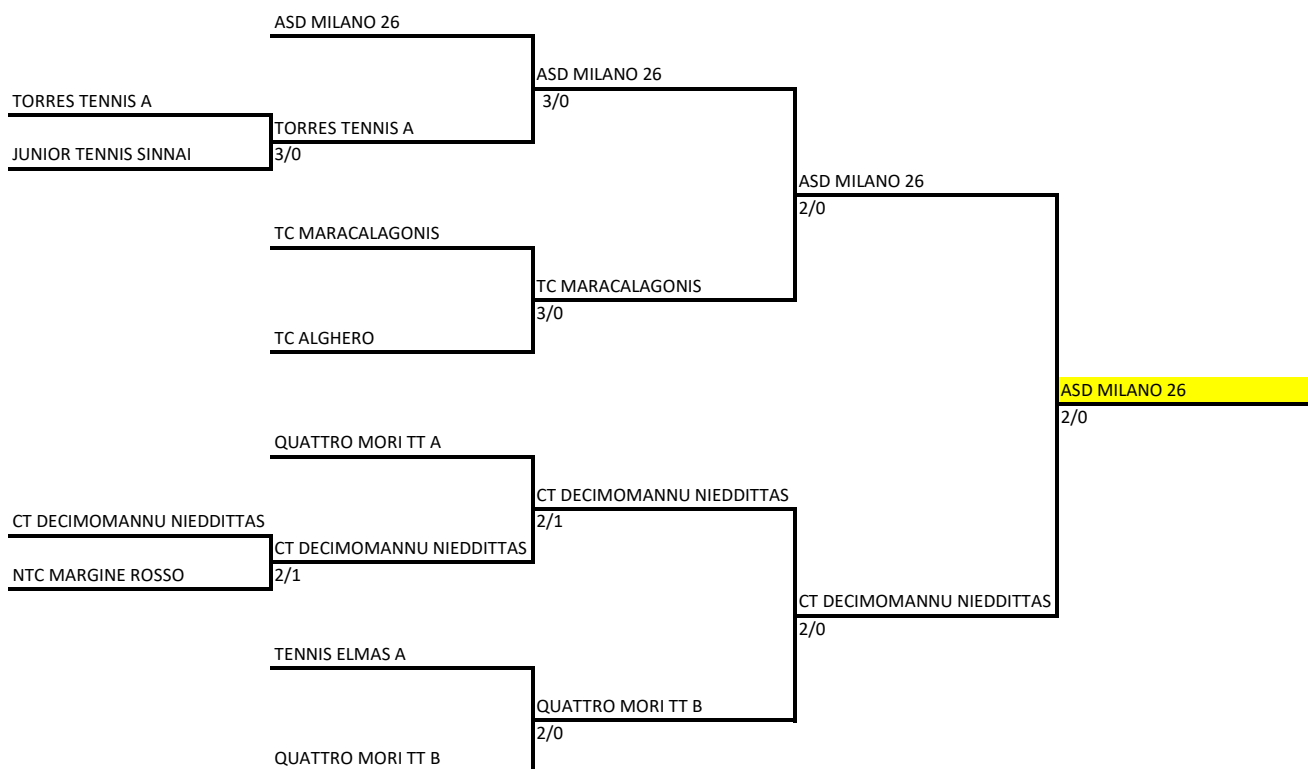 ASD MILANO 26
ASD MILANO 26
TORRES TENNIS A
3/0
TORRES TENNIS A
JUNIOR TENNIS SINNAI
3/0
ASD MILANO 26
2/0
TC MARACALAGONIS
TC MARACALAGONIS
3/0
TC ALGHERO
ASD MILANO 26
2/0
QUATTRO MORI TT A
CT DECIMOMANNU NIEDDITTAS
CT DECIMOMANNU NIEDDITTAS
2/1
CT DECIMOMANNU NIEDDITTAS
NTC MARGINE ROSSO
2/1
CT DECIMOMANNU NIEDDITTAS
2/0
TENNIS ELMAS A
QUATTRO MORI TT B
2/0
QUATTRO MORI TT B